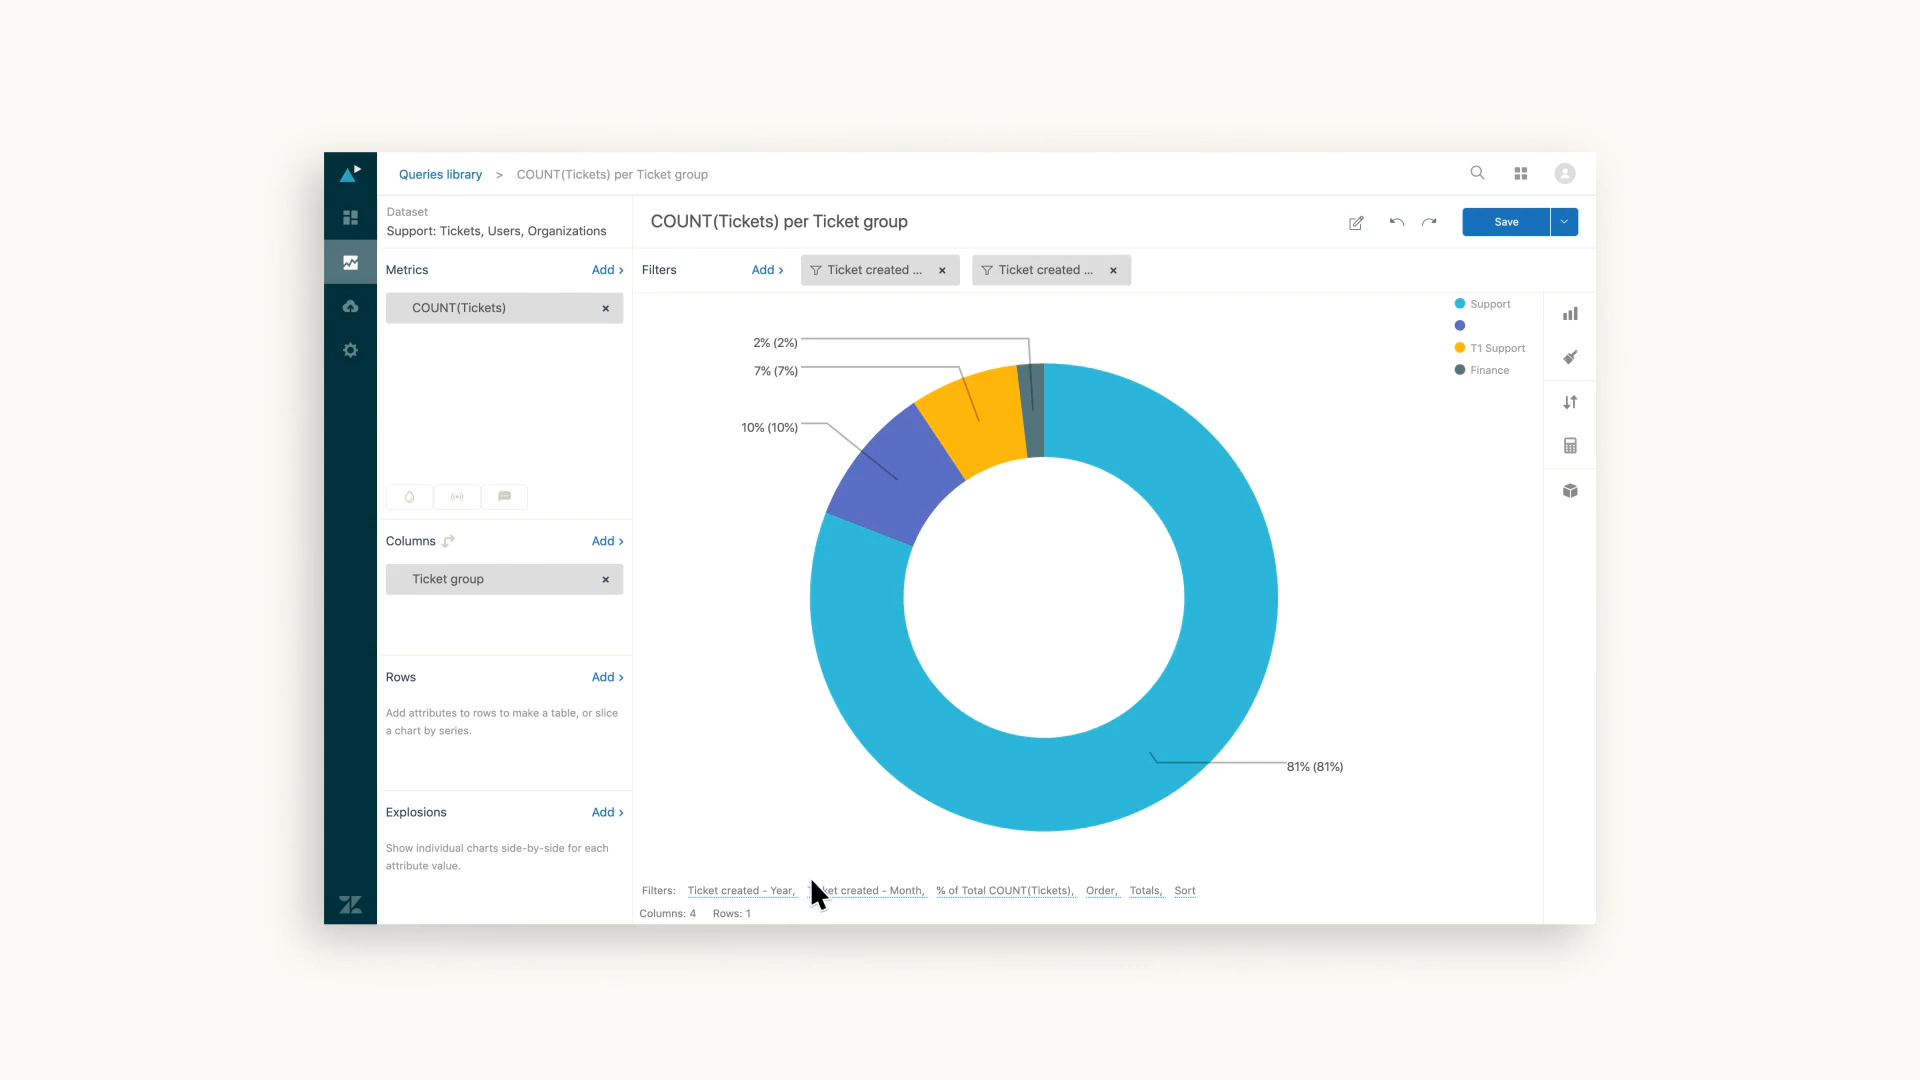 Queries library > COUNT(Tickets) per Ticket group
Dataset
Support: Tickets, Users, Organizations
COUNT(Tickets) per Ticket group
Save
Metrics Add >
Filters Add > Ticket created ... × Ticket created ... ×
COUNT(Tickets) ×
Support
T1 Support
Finance
2% (2%)
7% (7%)
10% (10%)
81% (81%)
Columns Add >
Ticket group ×
Rows Add >
Add attributes to rows to make a table, or slice
a chart by series.
Explosions Add >
Show individual charts side-by-side for each
attribute value.
Filters: Ticket created - Year, created - Month, % of Total COUNT(Tickets), Order, Totals, Sort
Columns: 4 Rows: 1